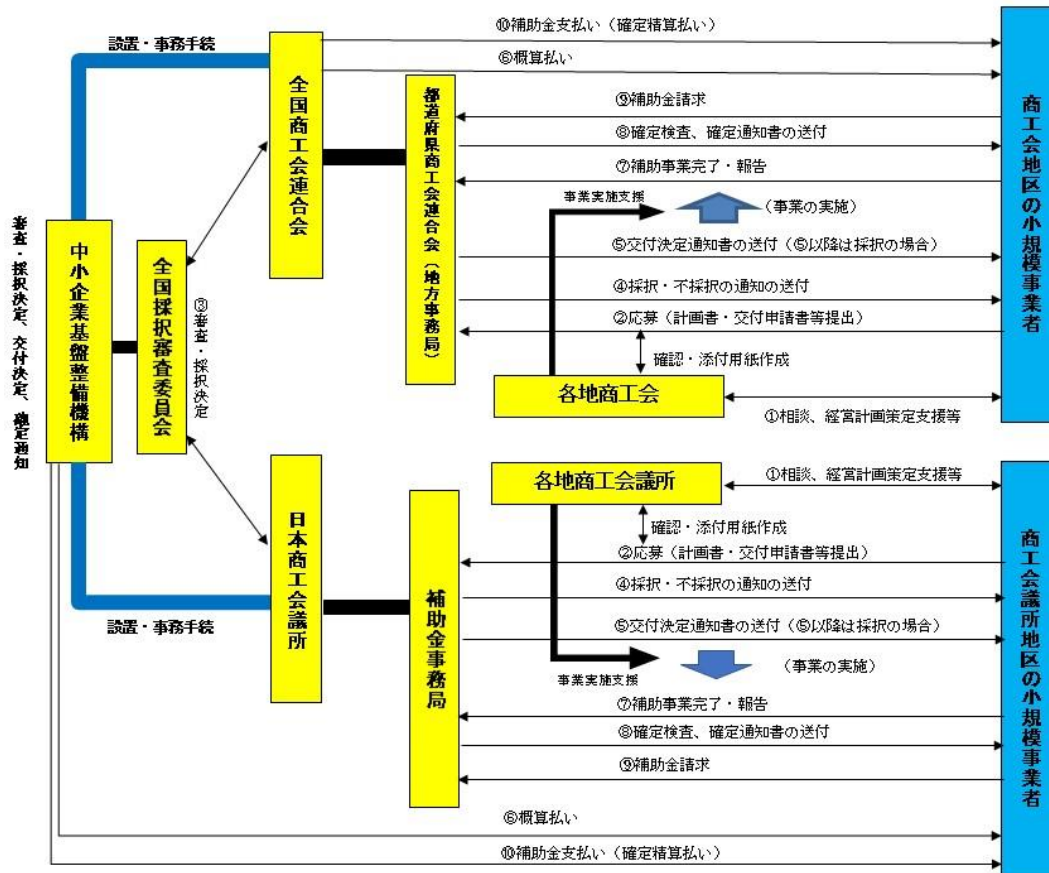 ⑩補助金支払い（確定精算払い）
設置・事務手続
⑥概算払い
全国商工会連合会
都道府県商工会連合会（地方事務局）
⑨補助金請求
⑧確定検査、確定通知書の送付
⑦補助事業完了・報告
事業実施支援
（事業の実施）
⑤交付決定通知書の送付（⑤以降は採択の場合）
④採択・不採択の通知の送付
②応募（計画書・交付申請書等提出）
確認・添付用紙作成
各地商工会
①相談、経営計画策定支援等
商工会地区の小規模事業者
審査・採択決定、交付決定、確定通知
中小企業基盤整備機構
全国採択審査委員会
③審査・採択決定
各地商工会議所
①相談、経営計画策定支援等
確認・添付用紙作成
②応募（計画書・交付申請書等提出）
④採択・不採択の通知の送付
⑤交付決定通知書の送付（⑤以降は採択の場合）
（事業の実施）
事業実施支援
日本商工会議所
設置・事務手続
補助金事務局
⑦補助事業完了・報告
⑧確定検査、確定通知書の送付
⑨補助金請求
⑥概算払い
⑩補助金支払い（確定精算払い）
商工会議所地区の小規模事業者